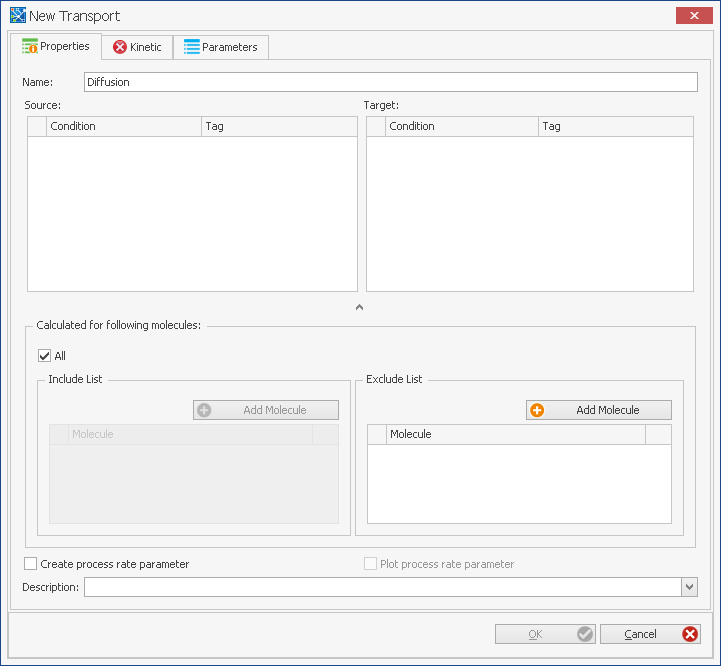 New Transport
Properties Kinetic Parameters
Name: Diffusion
Source: Target:
Condition Tag Condition Tag
Calculated for following molecules:
All
Include List Exclude List
Add Molecule Add Molecule
Molecule Molecule
Create process rate parameter Plot process rate parameter
Description:
OK Cancel